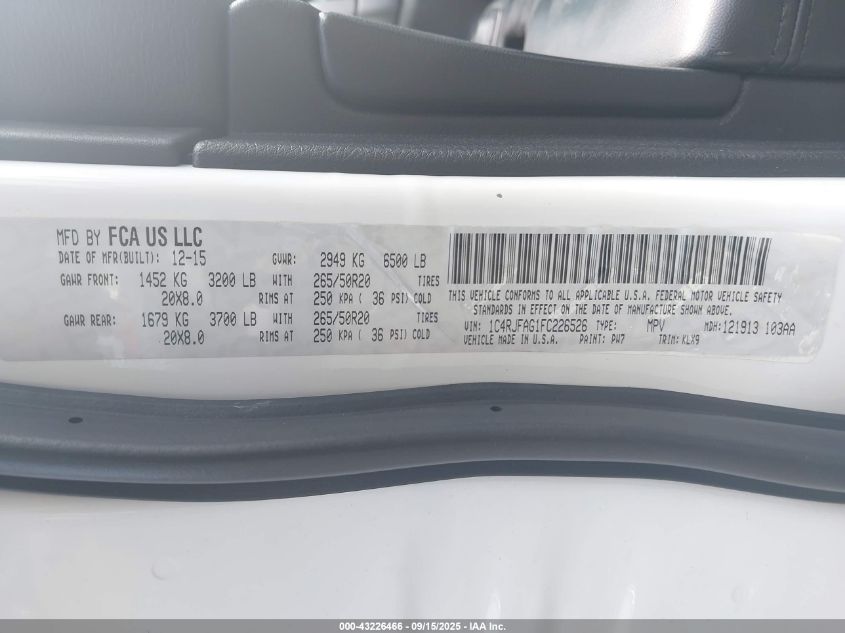 MFD BY FCA US LLC
DATE OF MFR(BUILT): 12-15 GVWR: 2949 KG 6500 LB
GAWR FRONT: 1452 KG 3200 LB WITH 265/50R20 TIRES
20X8.0 RIMS AT 250 KPA ( 36 PSI) COLD
GAWR REAR: 1679 KG 3700 LB WITH 265/50R20 TIRES
20X8.0 RIMS AT 250 KPA ( 36 PSI) COLD
THIS VEHICLE CONFORMS TO ALL APPLICABLE U.S.A. FEDERAL MOTOR VEHICLE SAFETY
STANDARDS IN EFFECT ON THE DATE OF MANUFACTURE SHOWN ABOVE.
VIN: 1C4RJFAG1FC226526 TYPE: MPV MDH:121913 103AA
VEHICLE MADE IN U.S.A. PAINT: PW7 TRIM: KLX9
000-43226466 - 09/15/2025 - IAA Inc.